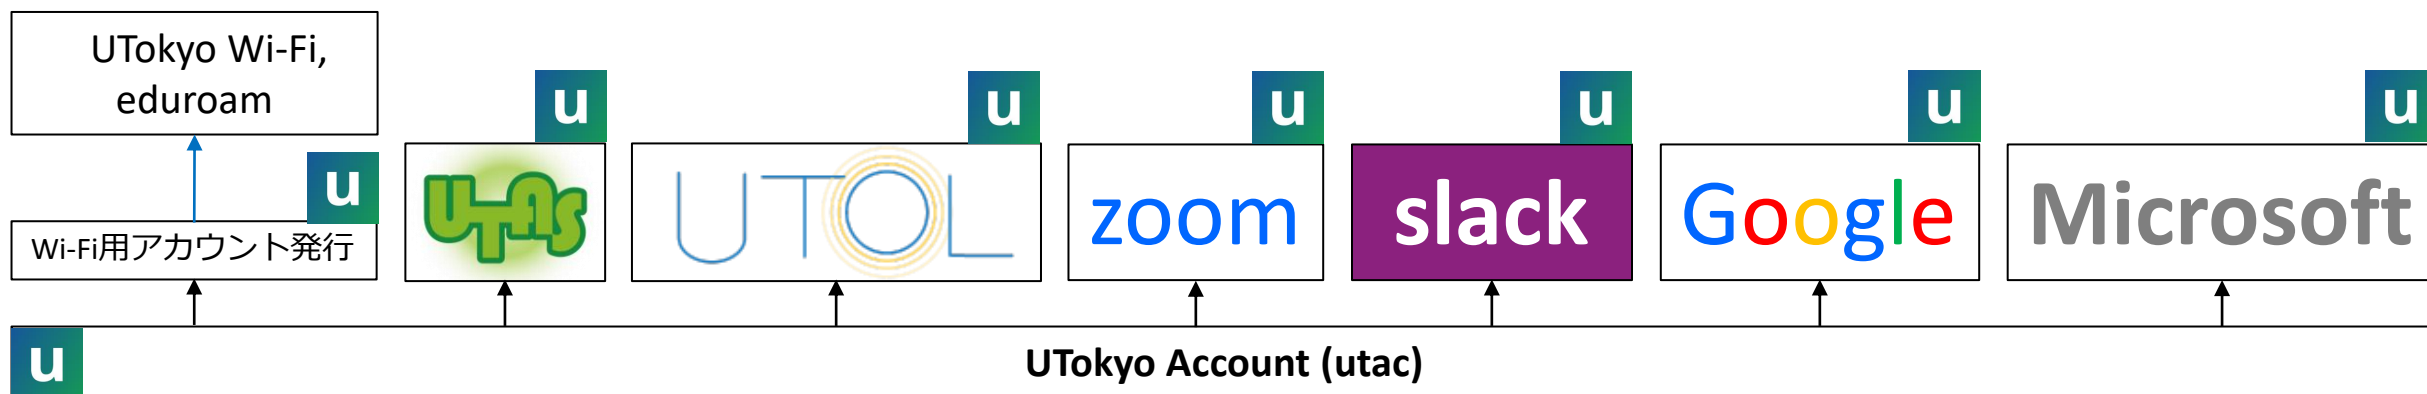 UTokyo Wi-Fi,
eduroam
u
Wi-Fi用アカウント発行
u
UTAS
u
UTOL
u
zoom
u
slack
u
Google
u
Microsoft
u
UTokyo Account (utac)